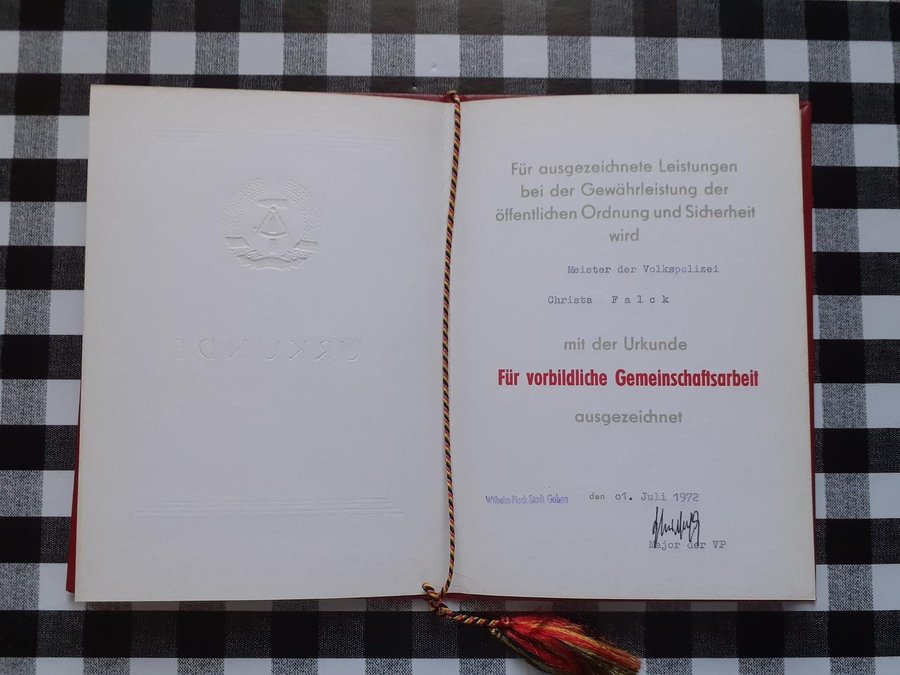 URKUNDE
Für ausgezeichnete Leistungen
bei der Gewährleistung der
öffentlichen Ordnung und Sicherheit
wird
Meister der Volkspolizei
Christa Falck
mit der Urkunde
Für vorbildliche Gemeinschaftsarbeit
ausgezeichnet
Wilhelm-Pieck-Stadt Guben den 01. Juli 1972
Major der VP